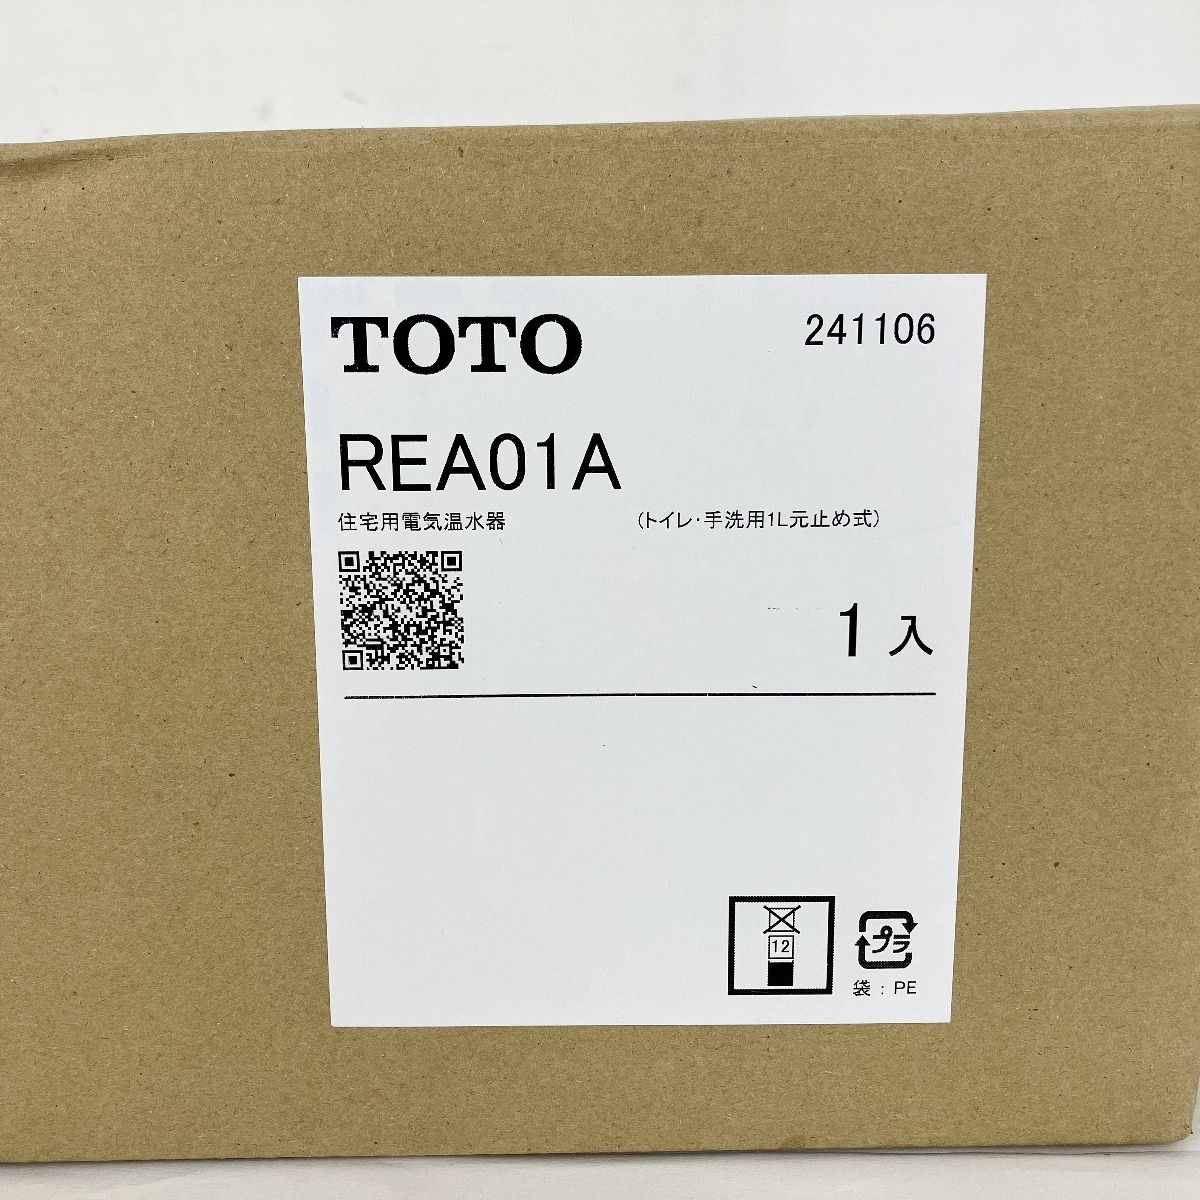 TOTO 241106
REA01A
住宅用電気温水器 (トイレ・手洗用1L元止め式)
1入
12
プラ
袋：PE